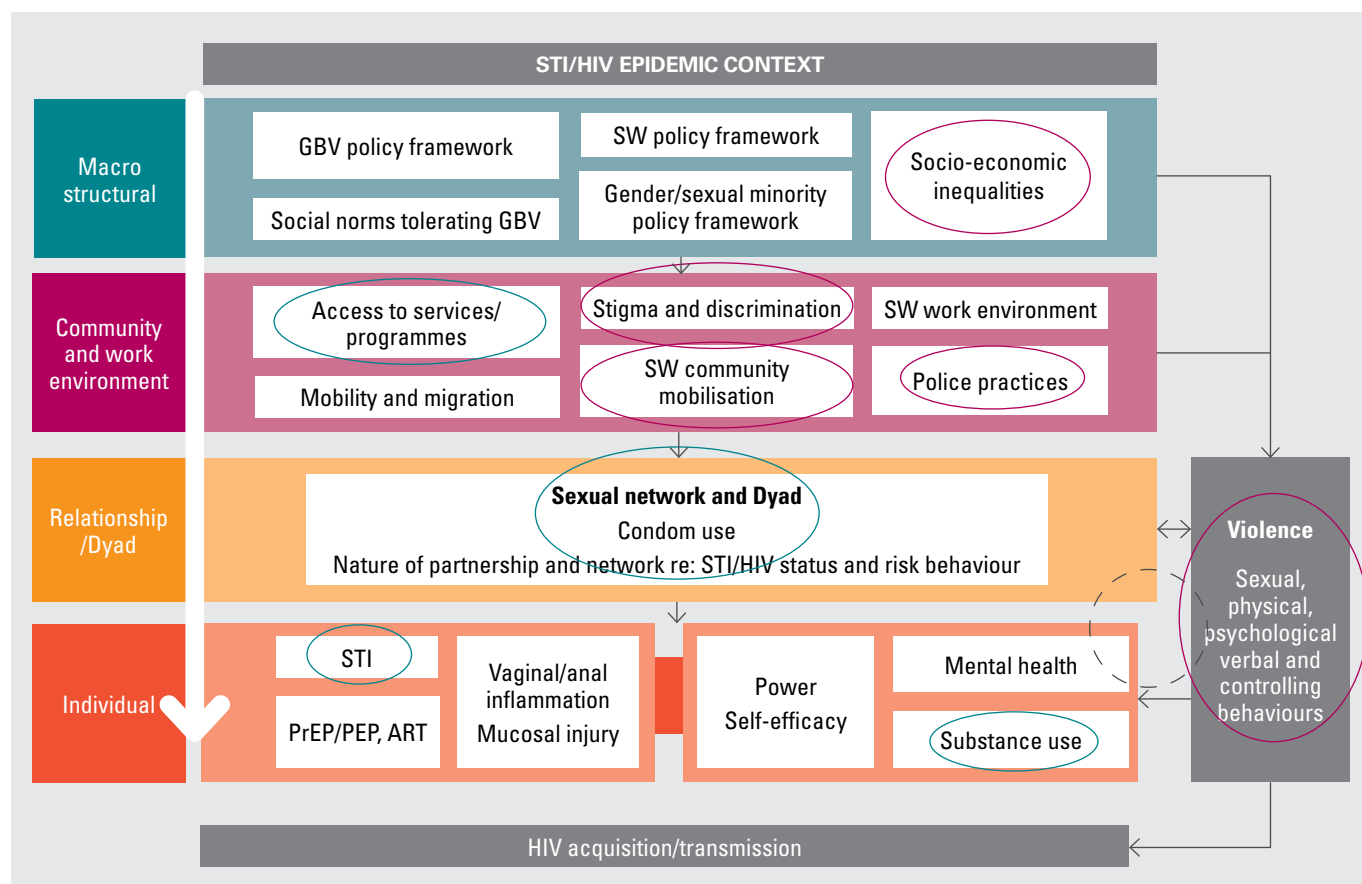 STI/HIV EPIDEMIC CONTEXT
Macro
structural
GBV policy framework
Social norms tolerating GBV
SW policy framework
Gender/sexual minority
policy framework
Socio-economic
inequalities
Community
and work
environment
Access to services/
programmes
Mobility and migration
Stigma and discrimination
SW community
mobilisation
SW work environment
Police practices
Relationship
/Dyad
Sexual network and Dyad
Condom use
Nature of partnership and network re: STI/HIV status and risk behaviour
Individual
STI
PrEP/PEP, ART
Vaginal/anal
inflammation
Mucosal injury
Power
Self-efficacy
Mental health
Substance use
Violence
Sexual,
physical,
psychological
verbal and
controlling
behaviours
HIV acquisition/transmission